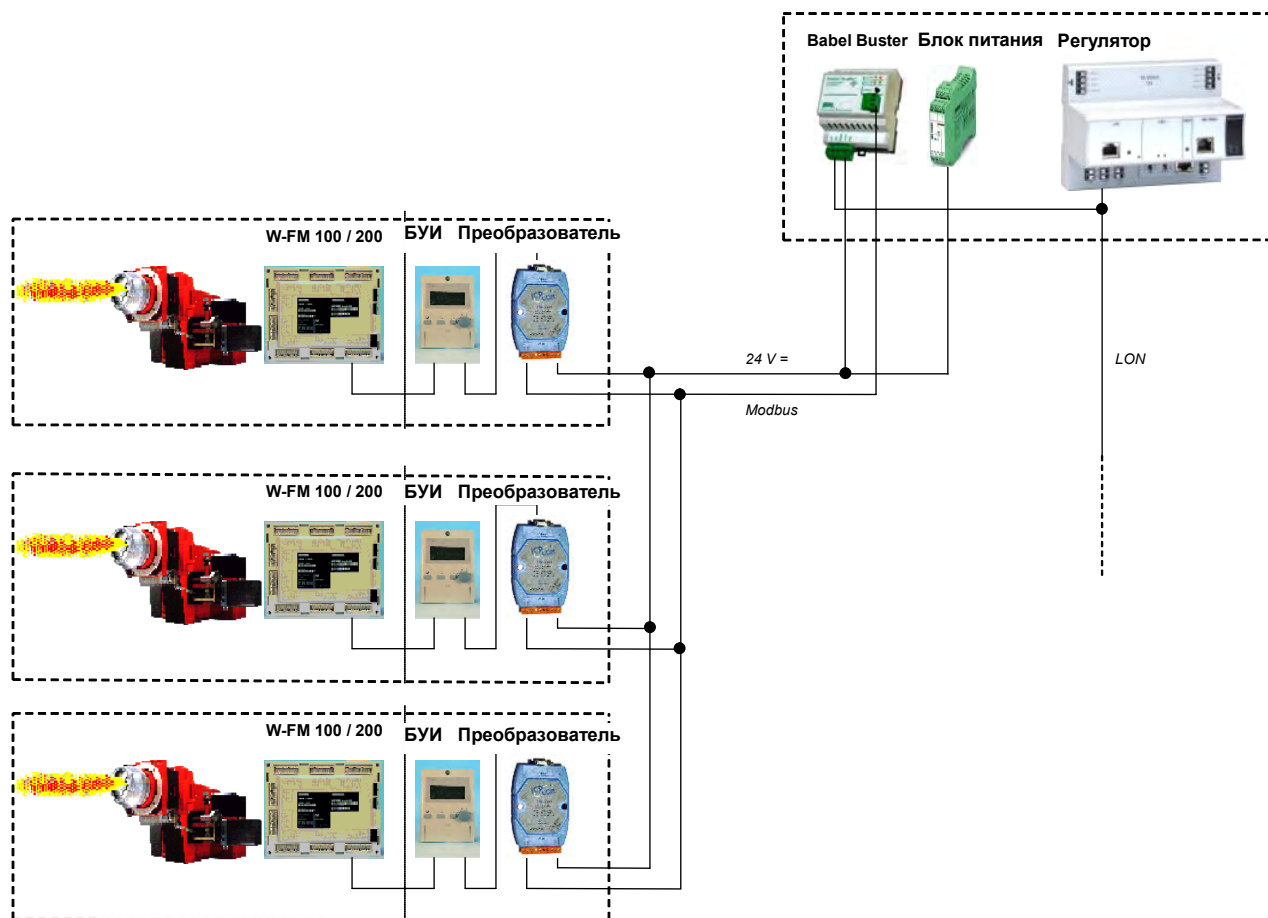 Babel Buster Блок питания Регулятор
W-FM 100 / 200 БУИ Преобразователь
24 V =
LON
Modbus
W-FM 100 / 200 БУИ Преобразователь
W-FM 100 / 200 БУИ Преобразователь